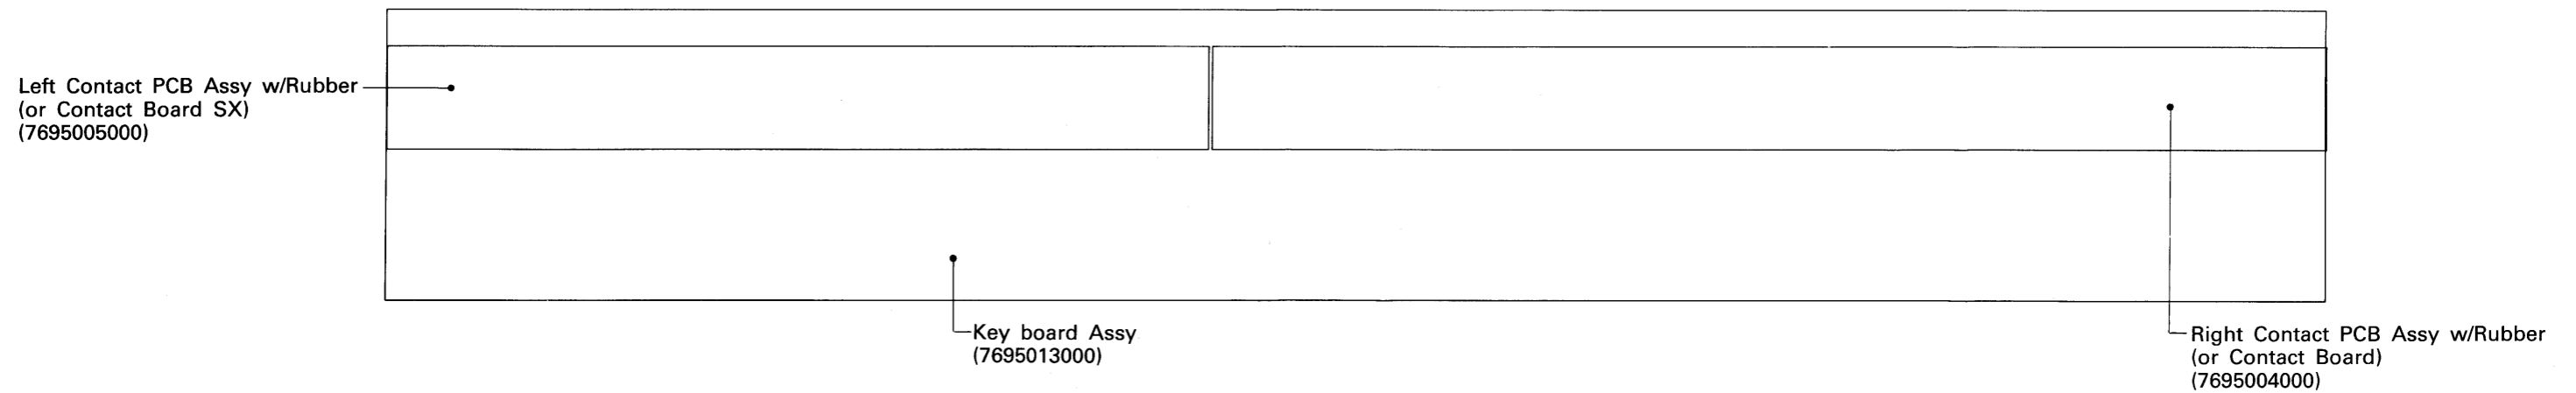 Left Contact PCB Assy w/Rubber
(or Contact Board SX)
(7695005000)
Key board Assy
(7695013000)
Right Contact PCB Assy w/Rubber
(or Contact Board)
(7695004000)